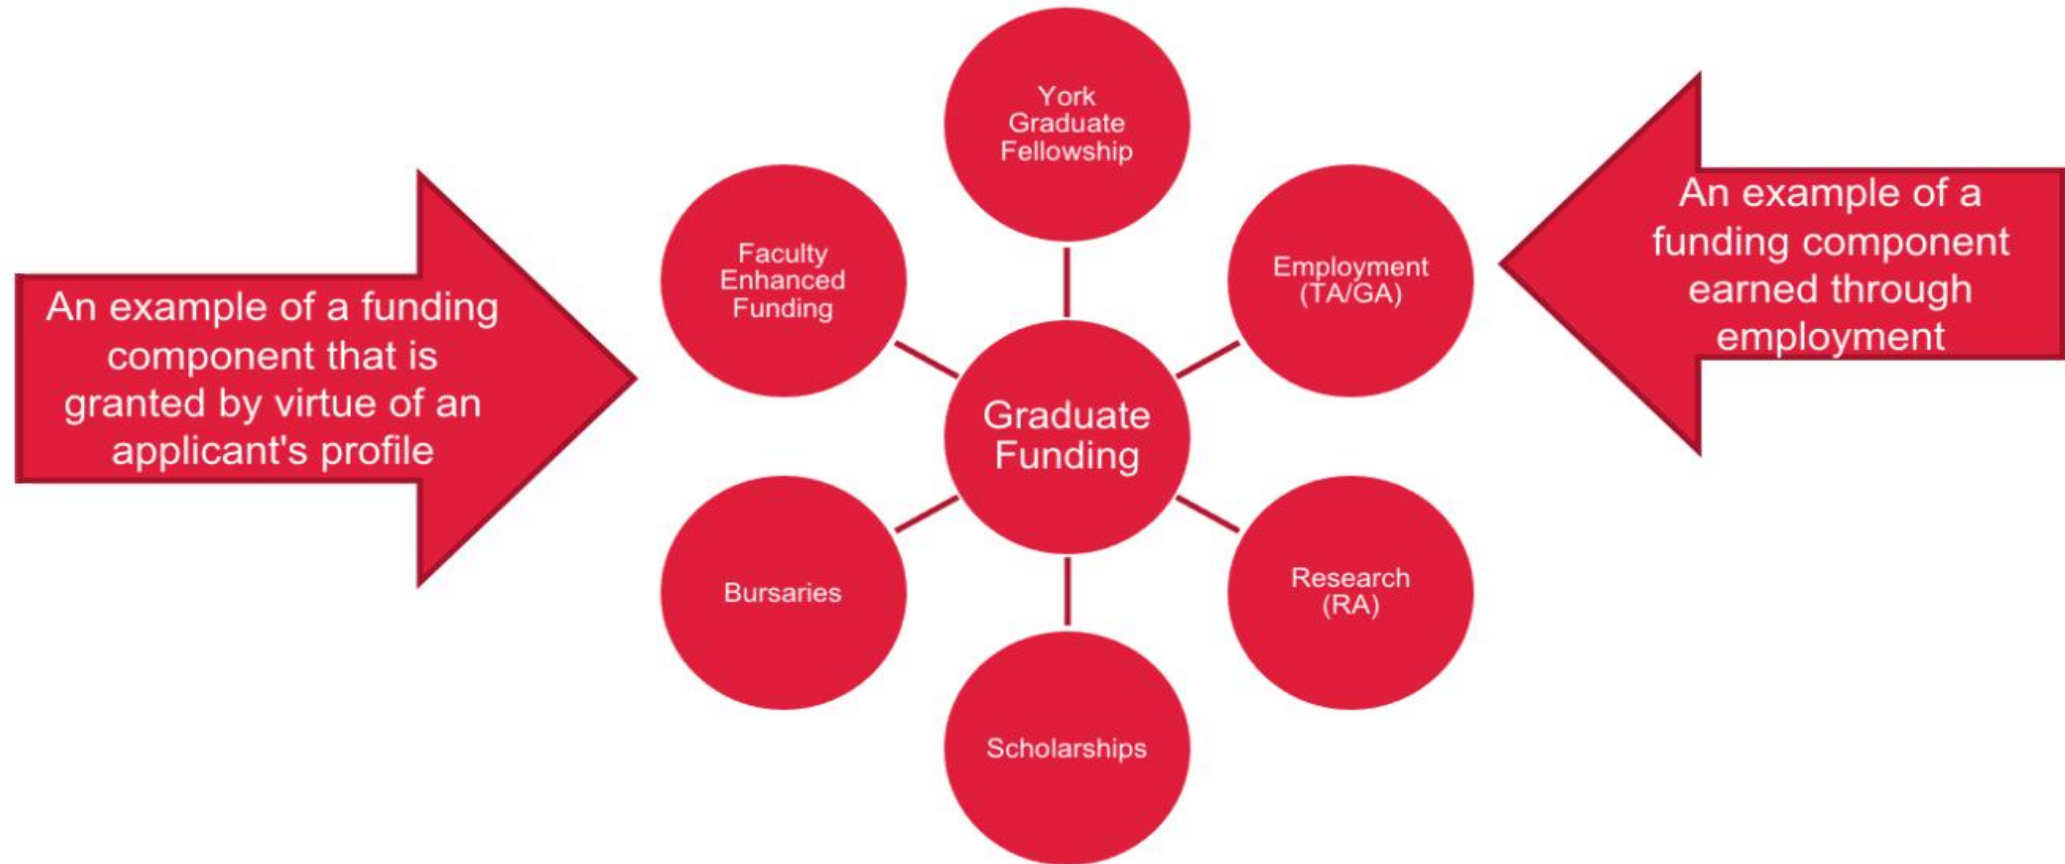 York
Graduate
Fellowship
Faculty
Enhanced
Funding
Employment
(TA/GA)
An example of a
funding component
earned through
employment
An example of a funding
component that is
granted by virtue of an
applicant's profile
Graduate
Funding
Bursaries
Research
(RA)
Scholarships